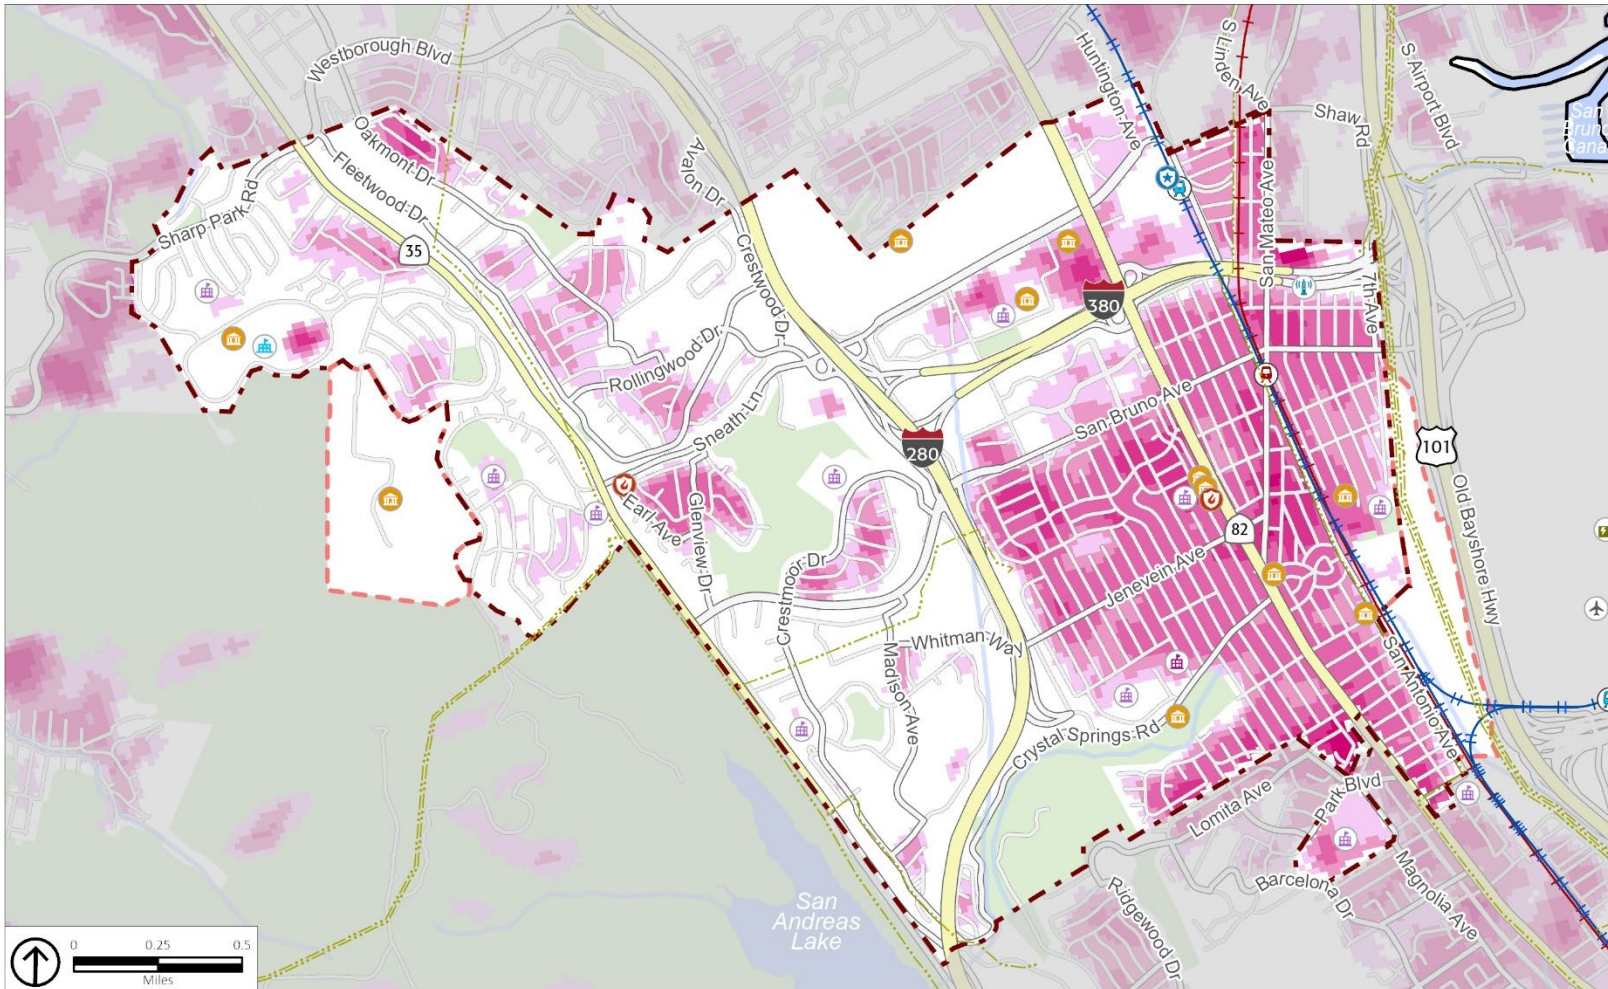 Westborough Blvd
Huntington Ave
S Linden Ave
S Airport Blvd
Shaw Rd
San
Bruno
Canal
Oakmont Dr
Fleetwood Dr
Avalon Dr
Sharp Park Rd
35
San Mateo Ave
Crestwood Dr
7th Ave
380
Rollingwood Dr
Sneath Ln
San Bruno Ave
280
101
Earl Ave
Glenview Dr
Old Bayshore Hwy
82
Crestmoor Dr
Jenevein Ave
Whitman Way
Madison Ave
San Antonio Ave
Crystal Springs Rd
Lomita Ave
Park Blvd
Magnolia Ave
Barcelona Dr
Ridgewood Dr
San
Andreas
Lake
0 0.25 0.5
Miles